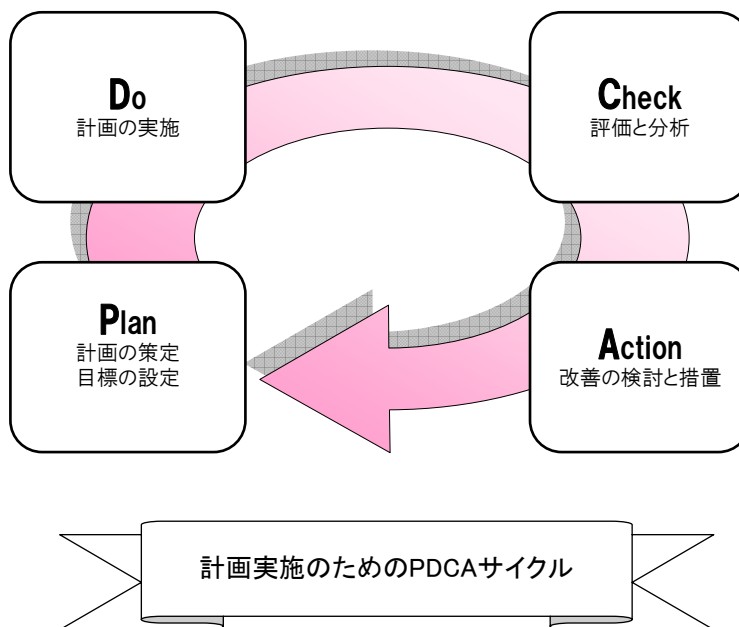 Do
計画の実施
Check
評価と分析
Plan
計画の策定
目標の設定
Action
改善の検討と措置
計画実施のためのPDCAサイクル